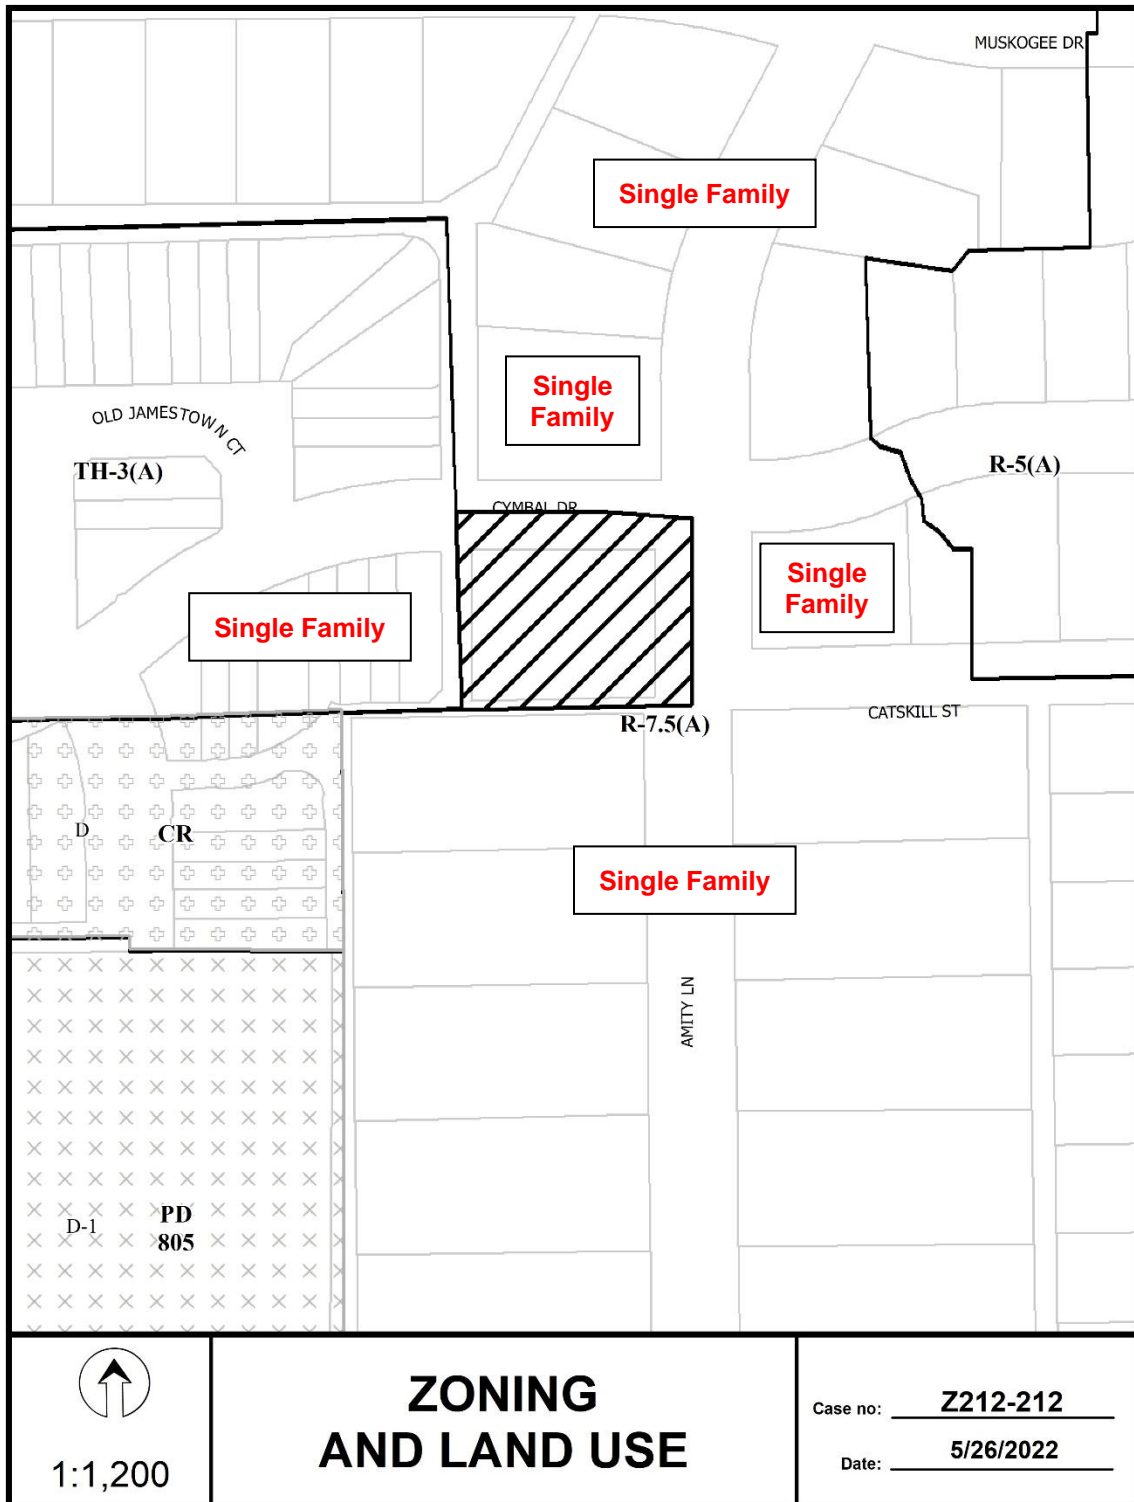 MUSKOGEE DR
Single Family
Single
Family
OLD JAMESTOWN CT
TH-3(A)
R-5(A)
CYMBAL DR
Single
Family
Single Family
R-7.5(A)
CATSKILL ST
D
CR
Single Family
AMITY LN
D-1
PD
805
1:1,200
ZONING
AND LAND USE
Case no: Z212-212
Date: 5/26/2022